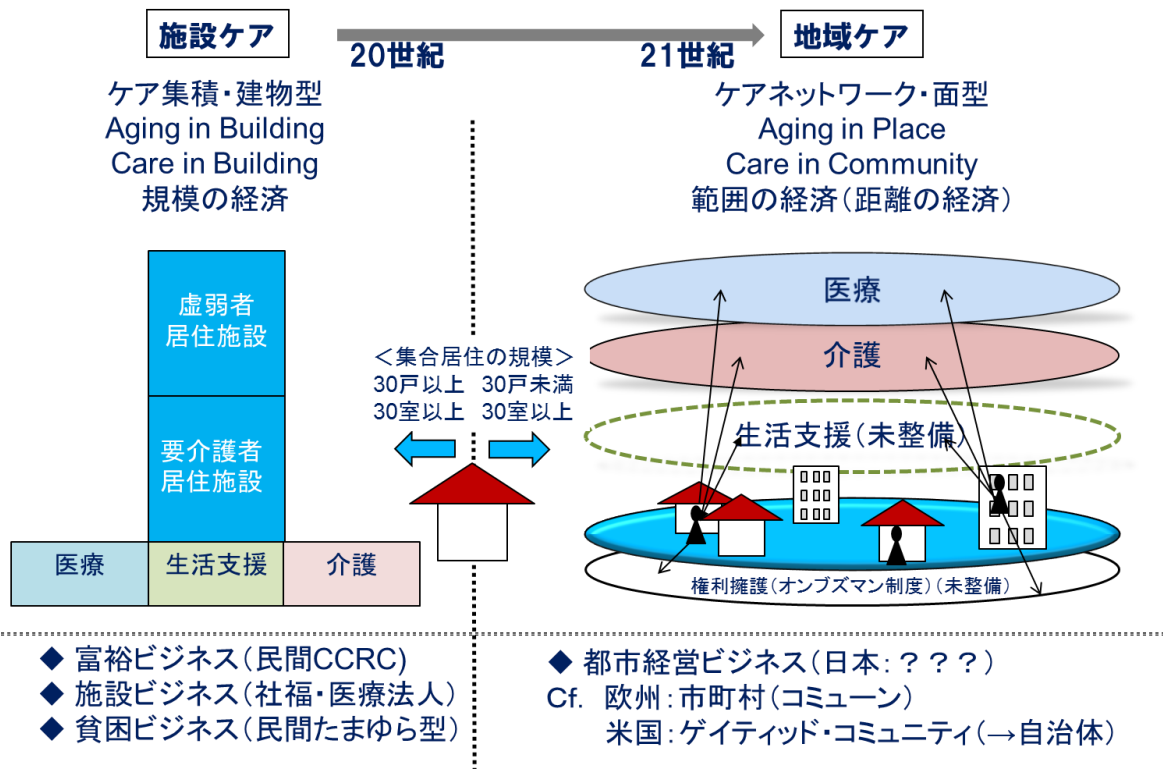 施設ケア
20世紀
21世紀
地域ケア
ケア集積・建物型
Aging in Building
Care in Building
規模の経済
ケアネットワーク・面型
Aging in Place
Care in Community
範囲の経済(距離の経済)
虚弱者
居住施設
要介護者
居住施設
医療
生活支援
介護
＜集合居住の規模＞
30戸以上 30戸未満
30室以上 30室以上
医療
介護
生活支援(未整備)
権利擁護(オンブズマン制度)(未整備)
◆ 富裕ビジネス(民間CCRC)
◆ 施設ビジネス(社福・医療法人)
◆ 貧困ビジネス(民間たまゆら型)
◆ 都市経営ビジネス(日本:？？？)
Cf. 欧州:市町村(コミューン)
米国:ゲイティッド・コミュニティ(→自治体)